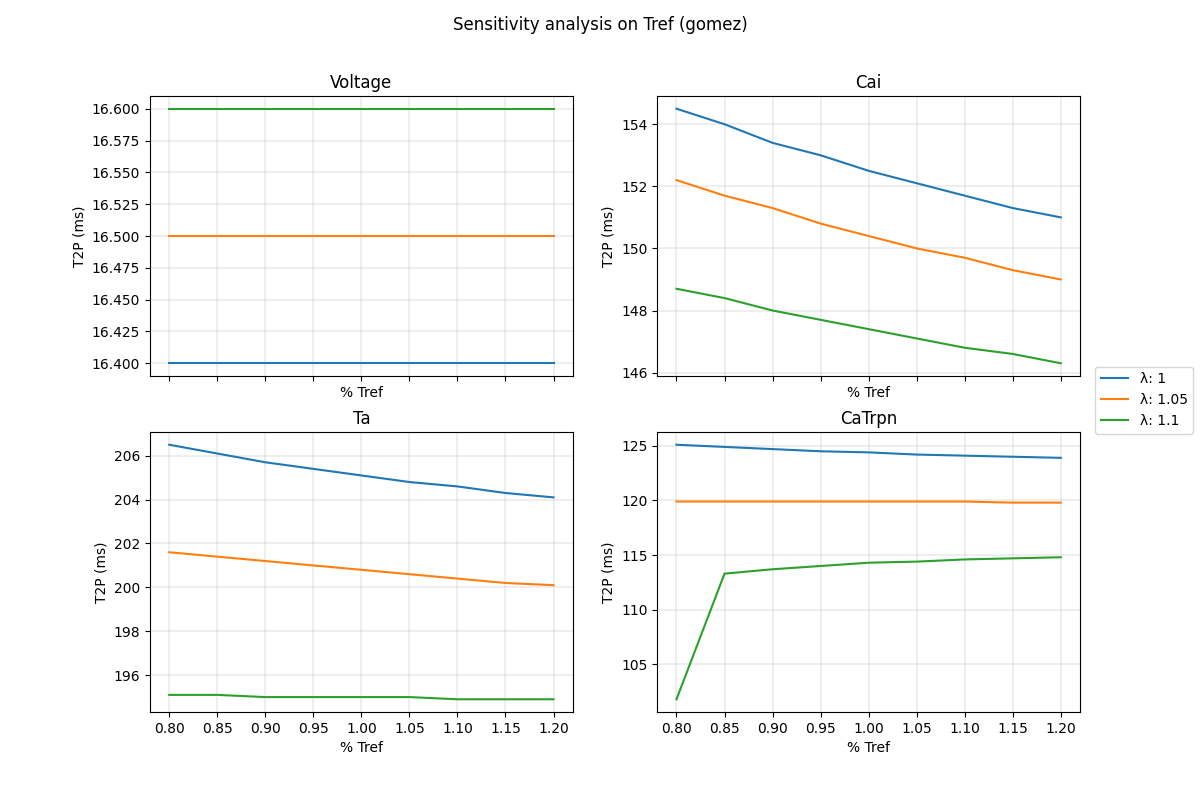 Sensitivity analysis on Tref (gomez)
Voltage
16.600
16.575
16.550
16.525
16.500
16.475
16.450
16.425
16.400
T2P (ms)
% Tref
Cai
154
152
150
148
146
T2P (ms)
% Tref
λ: 1
λ: 1.05
λ: 1.1
Ta
206
204
202
200
198
196
T2P (ms)
0.80 0.85 0.90 0.95 1.00 1.05 1.10 1.15 1.20
% Tref
CaTrpn
125
120
115
110
105
T2P (ms)
0.80 0.85 0.90 0.95 1.00 1.05 1.10 1.15 1.20
% Tref